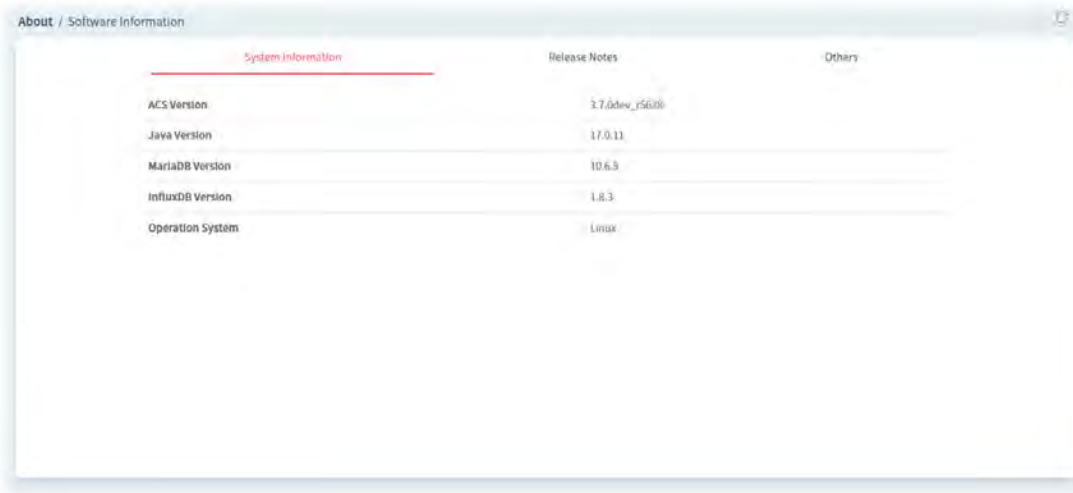 About / Software Information
System Information Release Notes Others
ACS Version
Java Version 17.0.11
MariaDB Version 10.6.9
InfluxDB Version 1.8.3
Operation System Linux